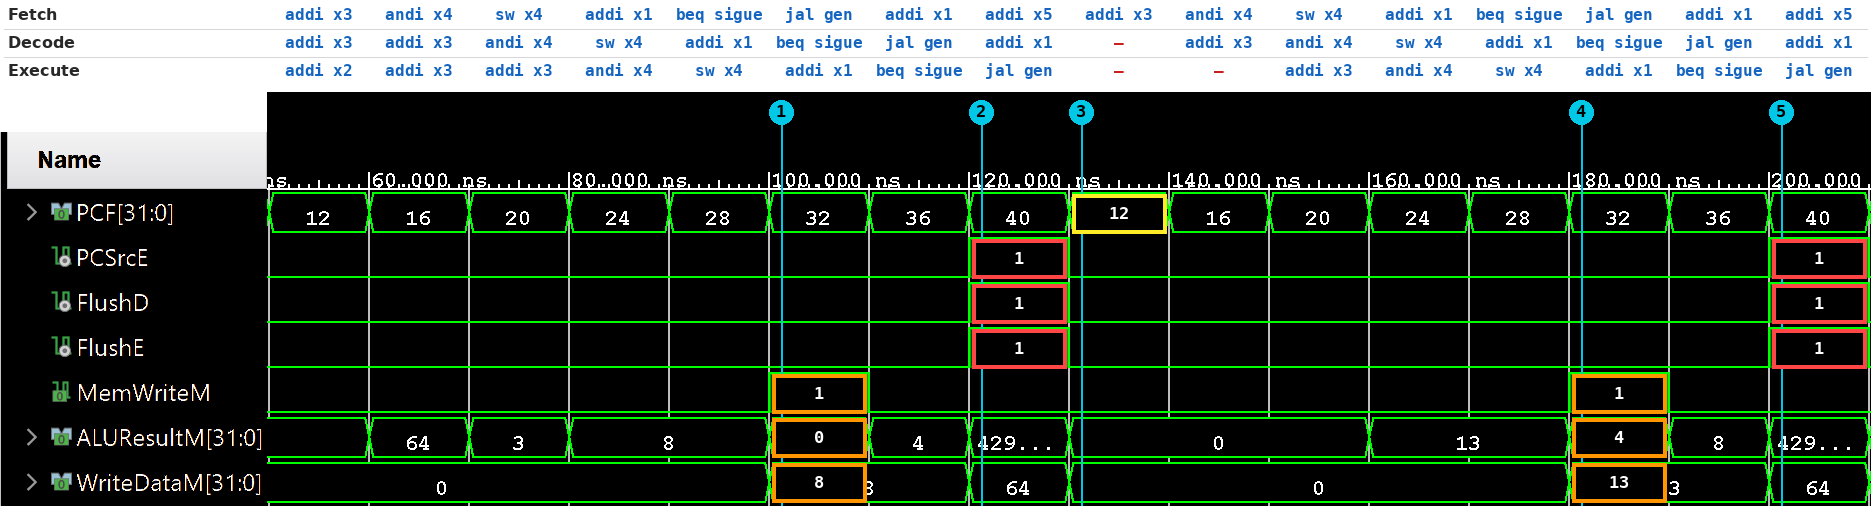 Fetch addi x3 andi x4 sw x4 addi x1 beq sigue jal gen addi x1 addi x5 addi x3 andi x4 sw x4 addi x1 beq sigue jal gen addi x1 addi x5
Decode addi x3 addi x3 andi x4 sw x4 addi x1 beq sigue jal gen addi x1 — addi x3 andi x4 sw x4 addi x1 beq sigue jal gen addi x1
Execute addi x2 addi x3 addi x3 andi x4 sw x4 addi x1 beq sigue jal gen — — addi x3 andi x4 sw x4 addi x1 beq sigue jal gen
1 2 3 4 5
Name
ns 60.000 ns 80.000 ns 100.000 ns 120.000 ns 140.000 ns 160.000 ns 180.000 ns 200.000
PCF[31:0] 12 16 20 24 28 32 36 40 12 16 20 24 28 32 36 40
PCSrcE 1 1
FlushD 1 1
FlushE 1 1
MemWriteM 1 1
ALUResultM[31:0] 64 3 8 0 4 429... 0 13 4 8 429...
WriteDataM[31:0] 0 8 3 64 0 13 3 64